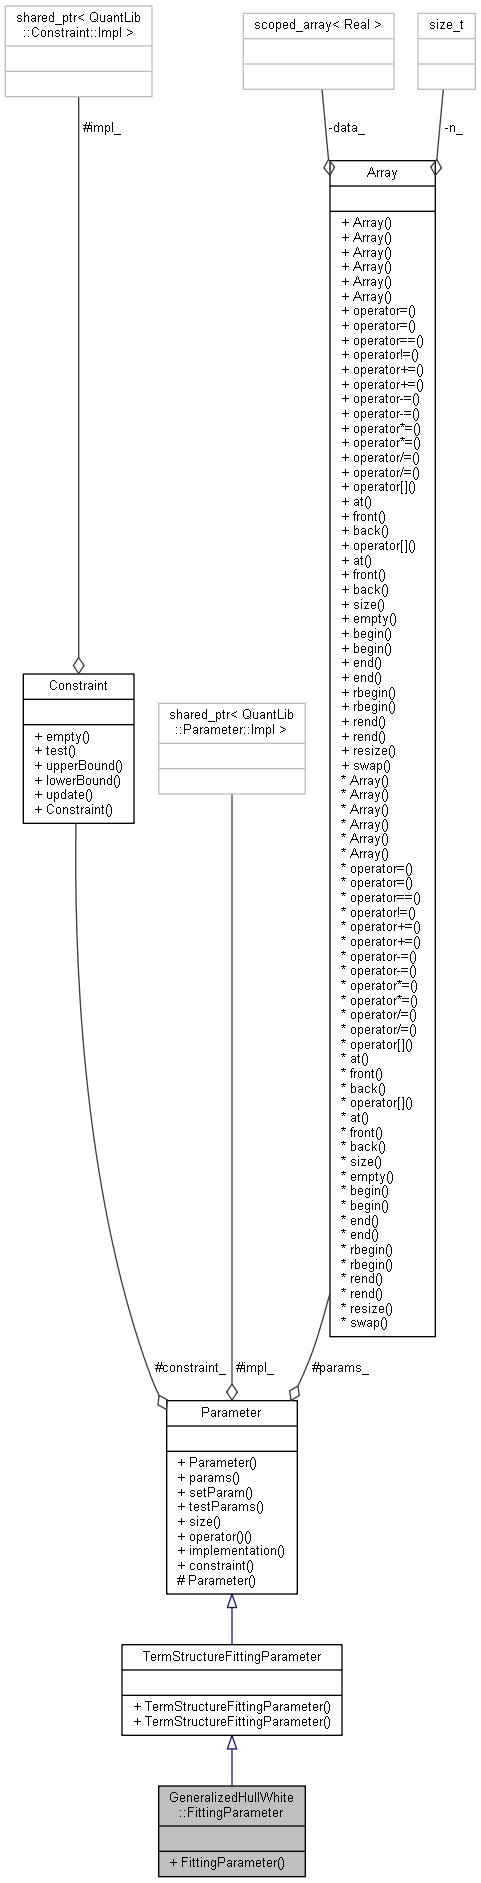 shared_ptr< QuantLib
::Constraint::Impl >
scoped_array< Real >
size_t
#impl_
-data_
-n_
Array
+ Array()
+ Array()
+ Array()
+ Array()
+ Array()
+ Array()
+ operator=()
+ operator=()
+ operator==()
+ operator!=()
+ operator+=()
+ operator+=()
+ operator-=()
+ operator-=()
+ operator*=()
+ operator*=()
+ operator/=()
+ operator/=()
+ operator[]()
+ at()
+ front()
+ back()
+ operator[]()
+ at()
+ front()
+ back()
+ size()
+ empty()
+ begin()
+ begin()
+ end()
+ end()
+ rbegin()
+ rbegin()
+ rend()
+ rend()
+ resize()
+ swap()
* Array()
* Array()
* Array()
* Array()
* Array()
* Array()
* operator=()
* operator=()
* operator==()
* operator!=()
* operator+=()
* operator+=()
* operator-=()
* operator-=()
* operator*=()
* operator*=()
* operator/=()
* operator/=()
* operator[]()
* at()
* front()
* back()
* operator[]()
* at()
* front()
* back()
* size()
* empty()
* begin()
* begin()
* end()
* end()
* rbegin()
* rbegin()
* rend()
* rend()
* resize()
* swap()
Constraint
+ empty()
+ test()
+ upperBound()
+ lowerBound()
+ update()
+ Constraint()
shared_ptr< QuantLib
::Parameter::Impl >
#constraint_
#impl_
#params_
Parameter
+ Parameter()
+ params()
+ setParam()
+ testParams()
+ size()
+ operator()()
+ implementation()
+ constraint()
# Parameter()
TermStructureFittingParameter
+ TermStructureFittingParameter()
+ TermStructureFittingParameter()
GeneralizedHullWhite
::FittingParameter
+ FittingParameter()